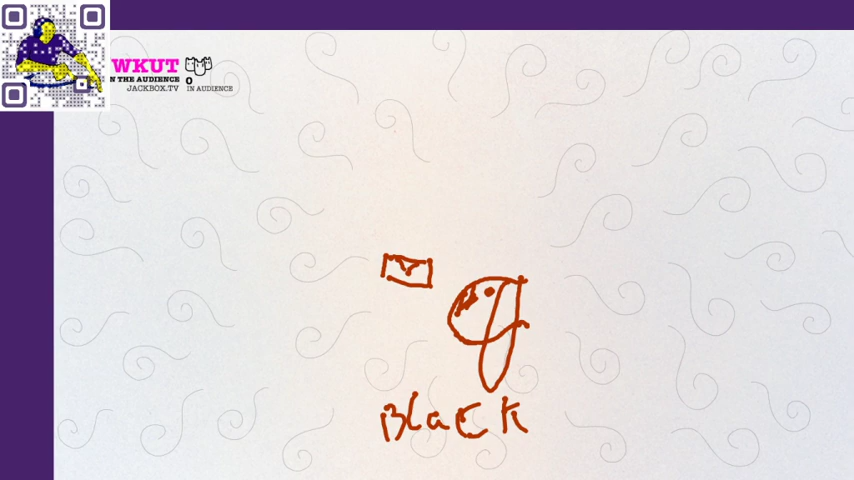 WKUT
N THE AUDIENCE
JACKBOX.TV
0
IN AUDIENCE
BLacK